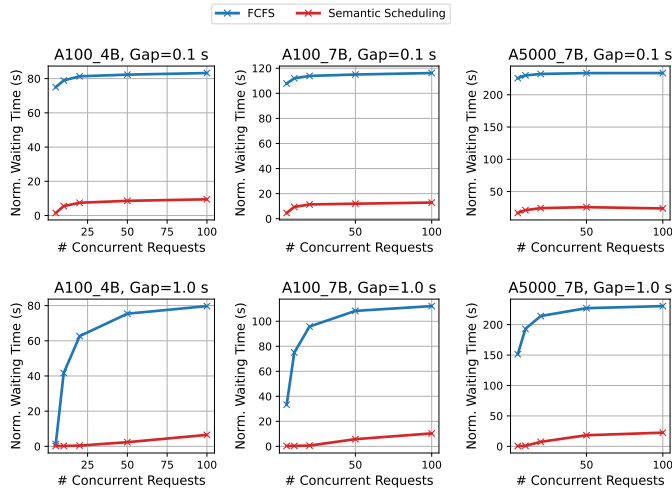 FCFS Semantic Scheduling
A100_4B, Gap=0.1 s
Norm. Waiting Time (s)
80
60
40
20
0
25 50 75 100
# Concurrent Requests
A100_7B, Gap=0.1 s
Norm. Waiting Time (s)
120
100
80
60
40
20
0
50 100
# Concurrent Requests
A5000_7B, Gap=0.1 s
Norm. Waiting Time (s)
200
150
100
50
50 100
# Concurrent Requests
A100_4B, Gap=1.0 s
Norm. Waiting Time (s)
80
60
40
20
0
25 50 75 100
# Concurrent Requests
A100_7B, Gap=1.0 s
Norm. Waiting Time (s)
100
80
60
40
20
0
50 100
# Concurrent Requests
A5000_7B, Gap=1.0 s
Norm. Waiting Time (s)
200
150
100
50
0
50 100
# Concurrent Requests